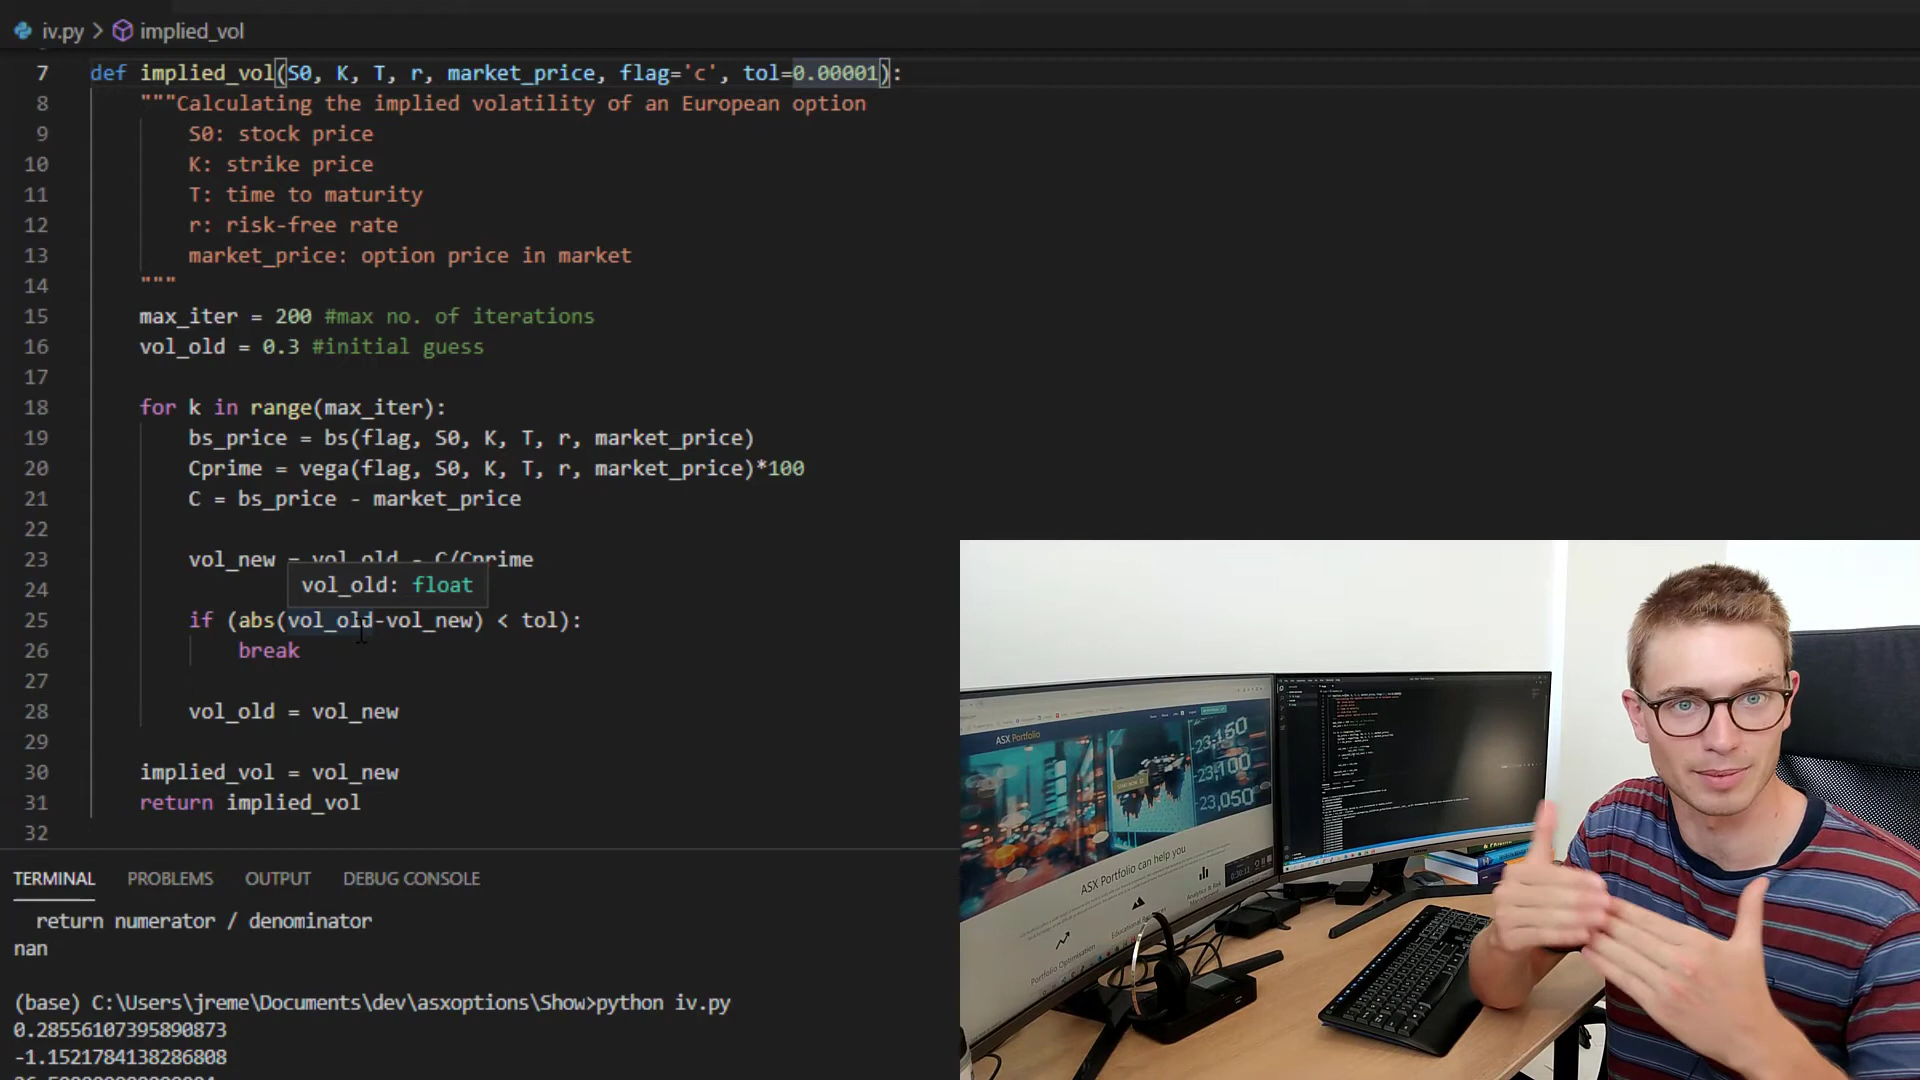 iv.py > implied_vol
7 def implied_vol(S0, K, T, r, market_price, flag='c', tol=0.00001):
8 """Calculating the implied volatility of an European option
9 S0: stock price
10 K: strike price
11 T: time to maturity
12 r: risk-free rate
13 market_price: option price in market
14 """
15 max_iter = 200 #max no. of iterations
16 vol_old = 0.3 #initial guess
17
18 for k in range(max_iter):
19 bs_price = bs(flag, S0, K, T, r, market_price)
20 Cprime = vega(flag, S0, K, T, r, market_price)*100
21 C = bs_price - market_price
22
23 vol_new = vol_old - C/Cprime
vol_old: float
24
25 if (abs(vol_old-vol_new) < tol):
26 break
27
28 vol_old = vol_new
29
30 implied_vol = vol_new
31 return implied_vol
32
TERMINAL PROBLEMS OUTPUT DEBUG CONSOLE
return numerator / denominator
nan
(base) C:\Users\jreme\Documents\dev\asxoptions\Show>python iv.py
0.28556107395890873
-1.1521784138286808
ASX Portfolio
23,150
23,100
23,050
ASX Portfolio can help you
Portfolio Optimisation